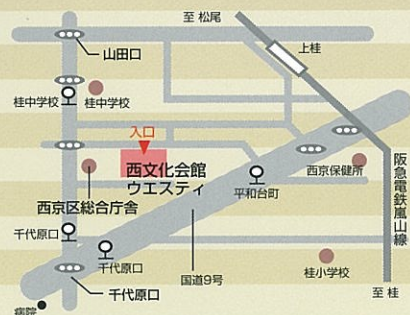 至 松尾
山田口
上桂
桂中学校
桂中学校
入口
西文化会館
ウエスティ
西京保健所
阪急電鉄嵐山線
平和台町
西京区総合庁舎
千代原口
千代原口
国道9号
桂小学校
千代原口
至 桂
病院